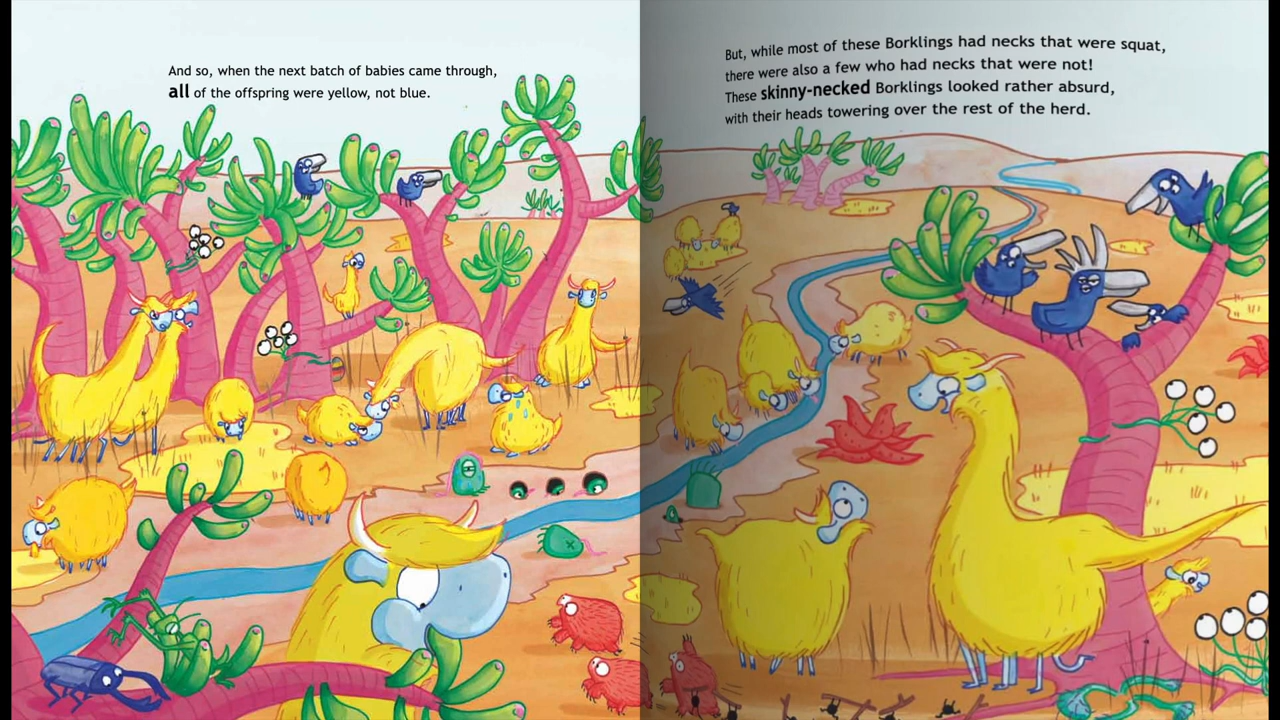 And so, when the next batch of babies came through,
all of the offspring were yellow, not blue.
But, while most of these Borklings had necks that were squat,
there were also a few who had necks that were not!
These skinny-necked Borklings looked rather absurd,
with their heads towering over the rest of the herd.